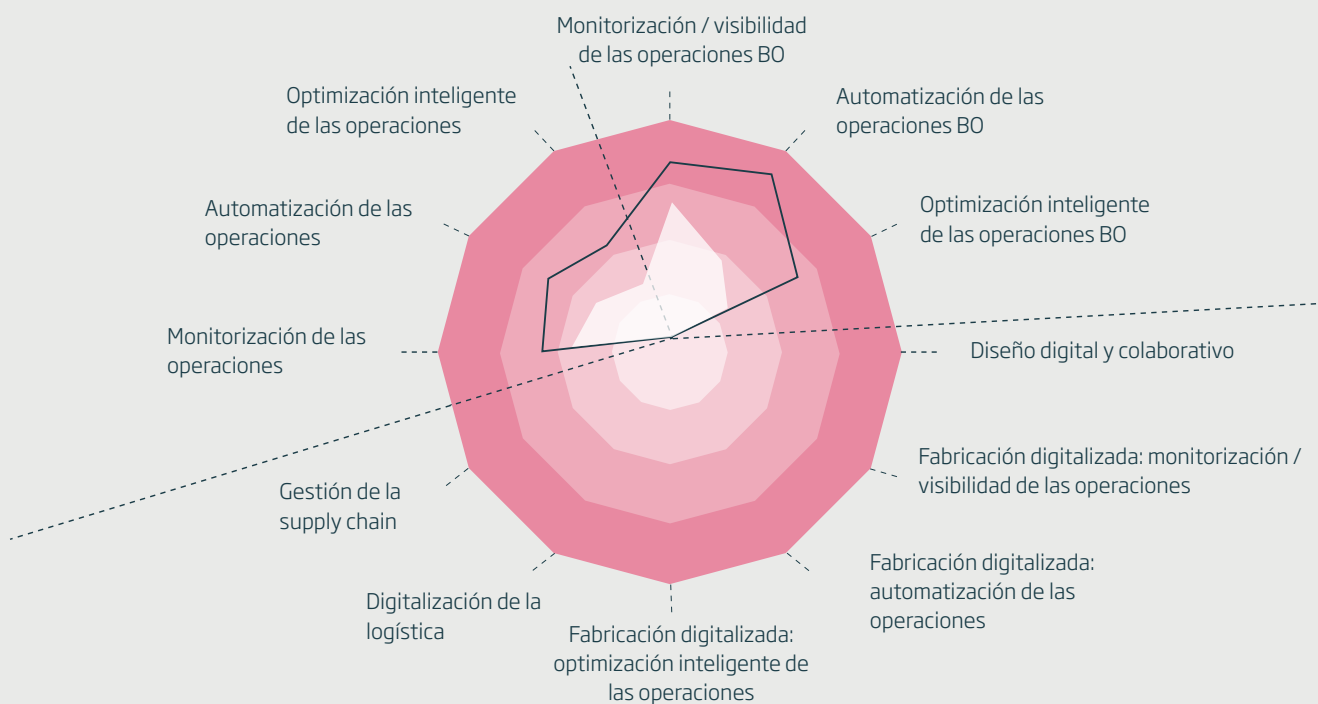 Monitorización / visibilidad
de las operaciones BO
Automatización de las
operaciones BO
Optimización inteligente
de las operaciones BO
Diseño digital y colaborativo
Fabricación digitalizada: monitorización /
visibilidad de las operaciones
Fabricación digitalizada:
automatización de las
operaciones
Fabricación digitalizada:
optimización inteligente de
las operaciones
Digitalización de la
logística
Gestión de la
supply chain
Monitorización de las
operaciones
Automatización de las
operaciones
Optimización inteligente
de las operaciones